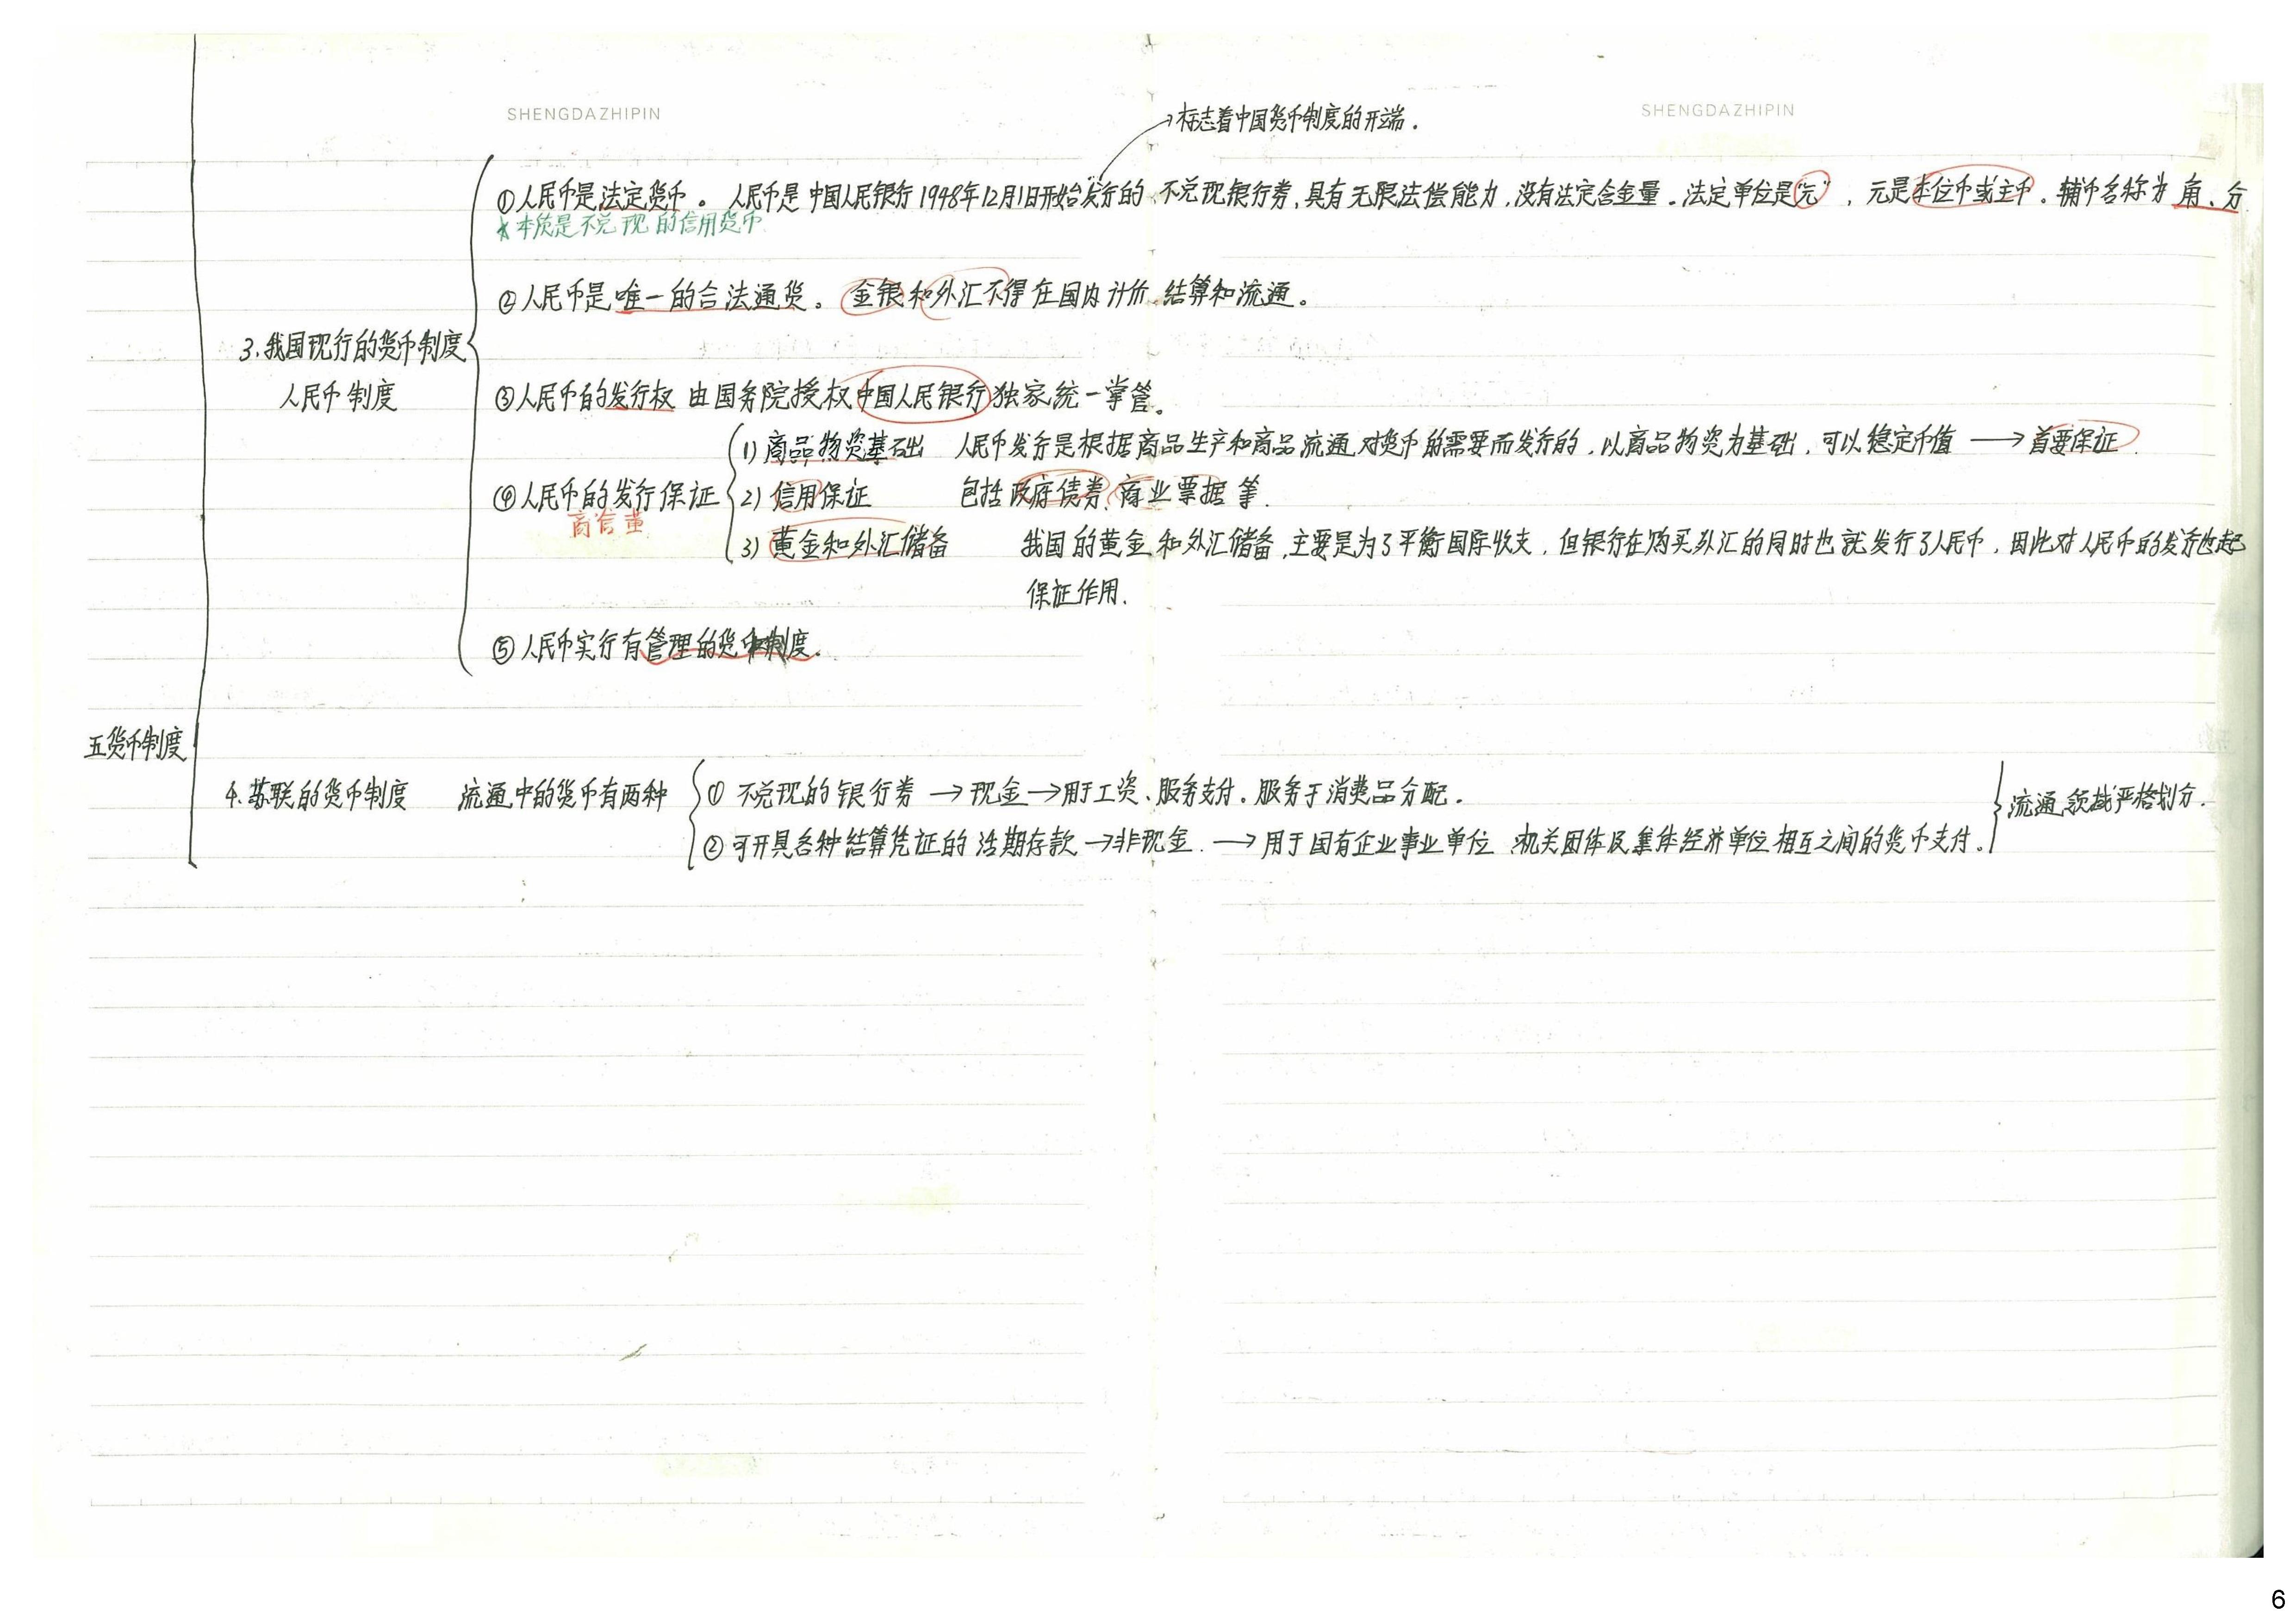 SHENGDAZHIPIN
SHENGDAZHIPIN
标志着中国货币制度的开端.
①人民币是法定货币。人民币是中国人民银行1948年12月1日开始发行的、不兑现银行券,具有无限法偿能力,没有法定含金量.法定单位是"元",元是本位币或主币.辅币名称为角、分.
*本质是不兑现的信用货币.
②人民币是唯一的合法通货。金银和外汇不得在国内计价、结算和流通。
3.我国现行的货币制度
人民币制度
③人民币的发行权由国务院授权中国人民银行独家统一掌管。
1)商品物资基础 人民币发行是根据商品生产和商品流通对货币的需要而发行的,以商品物资为基础,可以稳定币值→首要保证.
④人民币的发行保证
2)信用保证 包括政府债券、商业票据等.
商信黄
3)黄金和外汇储备 我国的黄金和外汇储备,主要是为了平衡国际收支,但银行在购买外汇的同时也就发行了人民币,因此对人民币的发行也起
保证作用.
⑤人民币实行有管理的货币制度.
五货币制度
4.苏联的货币制度 流通中的货币有两种
①不兑现的银行券→现金→用于工资、服务支付。服务于消费品分配.
流通领域严格划分.
②可开具各种结算凭证的活期存款→非现金.→用于国有企业事业单位 机关团体及集体经济单位相互之间的货币支付。
6